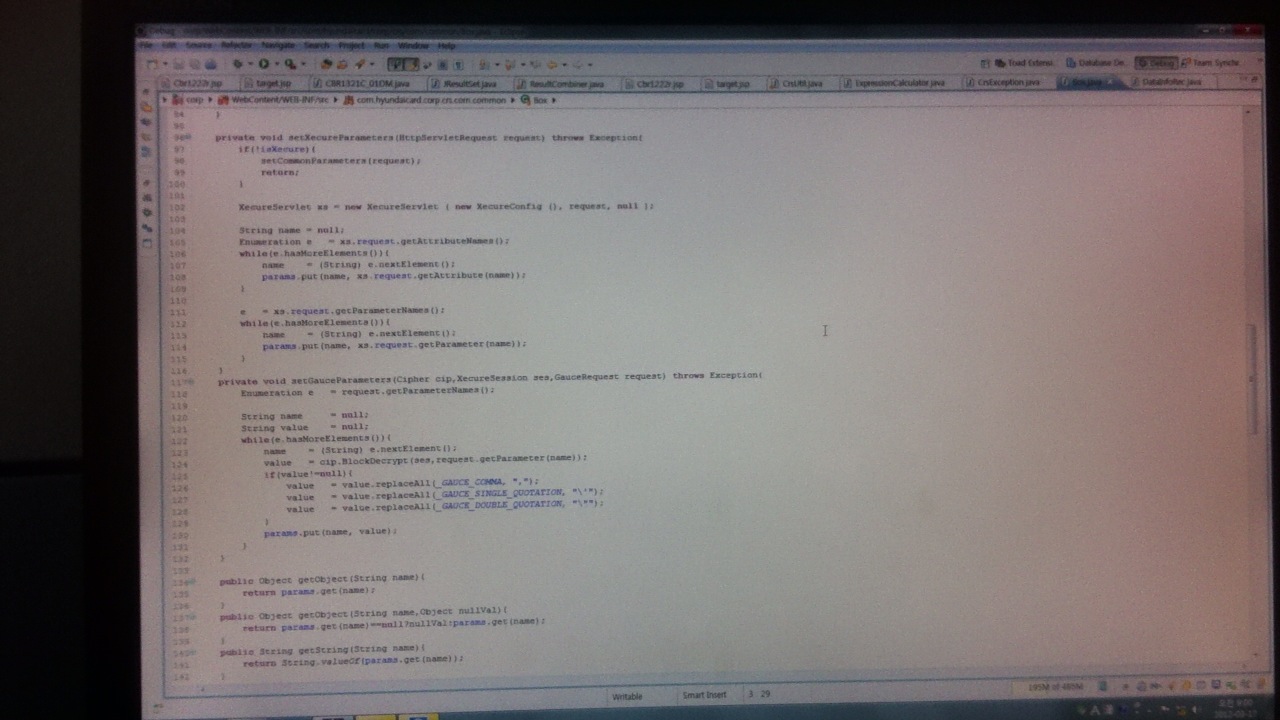 File Edit Source Refactor Navigate Search Project Run Window Help
Toad Extensi.. Database De.. Debug Team Synchr..
Cbr1222r.jsp target.jsp CBR1321C_01DM.java IResultSet.java ResultCombiner.java Cbr1222r.jsp target.jsp CrsUtil.java ExpressionCalculator.java CrsException.java Box.java DataInfoRec.java
corp WebContent/WEB-INF/src com.hyundaicard.corp.crs.com.common Box
94 }
95
96 private void setXecureParameters(HttpServletRequest request) throws Exception{
97 if(!isXecure){
98 setCommonParameters(request);
99 return;
100 }
101
102 XecureServlet xs = new XecureServlet ( new XecureConfig (), request, null );
103
104 String name = null;
105 Enumeration e = xs.request.getAttributeNames();
106 while(e.hasMoreElements()){
107 name = (String) e.nextElement();
108 params.put(name, xs.request.getAttribute(name));
109 }
110
111 e = xs.request.getParameterNames();
112 while(e.hasMoreElements()){
113 name = (String) e.nextElement();
114 params.put(name, xs.request.getParameter(name));
115 }
116 }
117 private void setGauceParameters(Cipher cip,XecureSession ses,GauceRequest request) throws Exception{
118 Enumeration e = request.getParameterNames();
119
120 String name = null;
121 String value = null;
122 while(e.hasMoreElements()){
123 name = (String) e.nextElement();
124 value = cip.BlockDecrypt(ses,request.getParameter(name));
125 if(value!=null){
126 value = value.replaceAll(_GAUCE_COMMA, ",");
127 value = value.replaceAll(_GAUCE_SINGLE_QUOTATION, "\'");
128 value = value.replaceAll(_GAUCE_DOUBLE_QUOTATION, "\"");
129 }
130 params.put(name, value);
131 }
132 }
133
134 public Object getObject(String name){
135 return params.get(name);
136 }
137 public Object getObject(String name,Object nullVal){
138 return params.get(name)==null?nullVal:params.get(name);
139 }
140 public String getString(String name){
141 return String.valueOf(params.get(name));
142 }
Writable Smart Insert 3 : 29